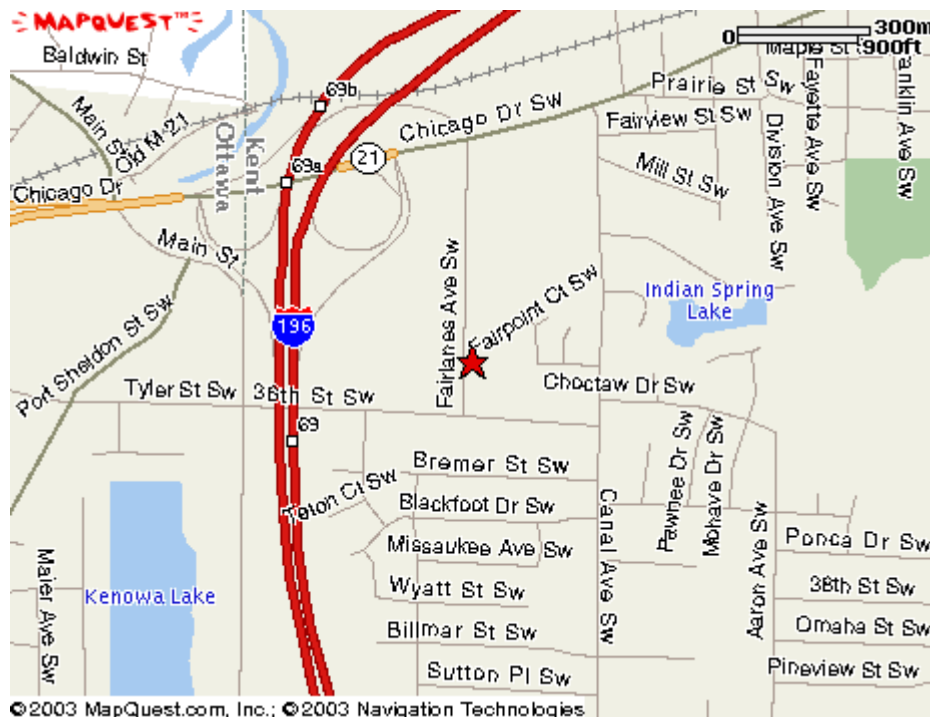 MAPQUEST™
0 300m
900ft
Baldwin St
Maple St
Fayette Ave Sw
Franklin Ave Sw
69b
Prairie St Sw
Main St
Old M-21
Chicago Dr Sw
Fairview St Sw
Division Ave Sw
Kent
Ottawa
69a
21
Mill St Sw
Chicago Dr
Main St
Fairlanes Ave Sw
Fairpoint Ct Sw
Indian Spring
Lake
196
Port Sheldon St Sw
Tyler St Sw
36th St Sw
Choctaw Dr Sw
69
Bremer St Sw
Pawnee Dr Sw
Mohave Dr Sw
Teton Ct Sw
Blackfoot Dr Sw
Canal Ave Sw
Aaron Ave Sw
Missaukee Ave Sw
Ponca Dr Sw
Maier Ave Sw
Kenowa Lake
Wyatt St Sw
38th St Sw
Billmar St Sw
Omaha St Sw
Sutton Pl Sw
Pineview St Sw
©2003 MapQuest.com, Inc.; ©2003 Navigation Technologies